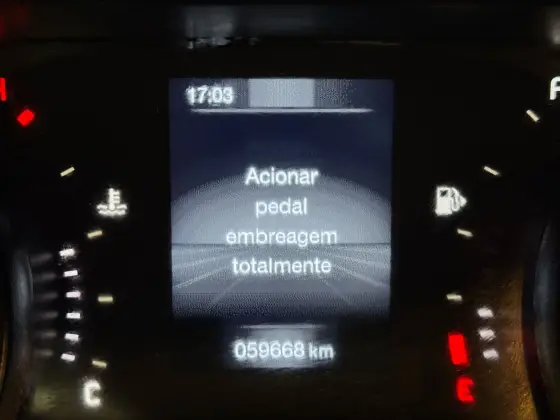 17:03
H
F
Acionar
pedal
embreagem
totalmente
059668 km
C
E